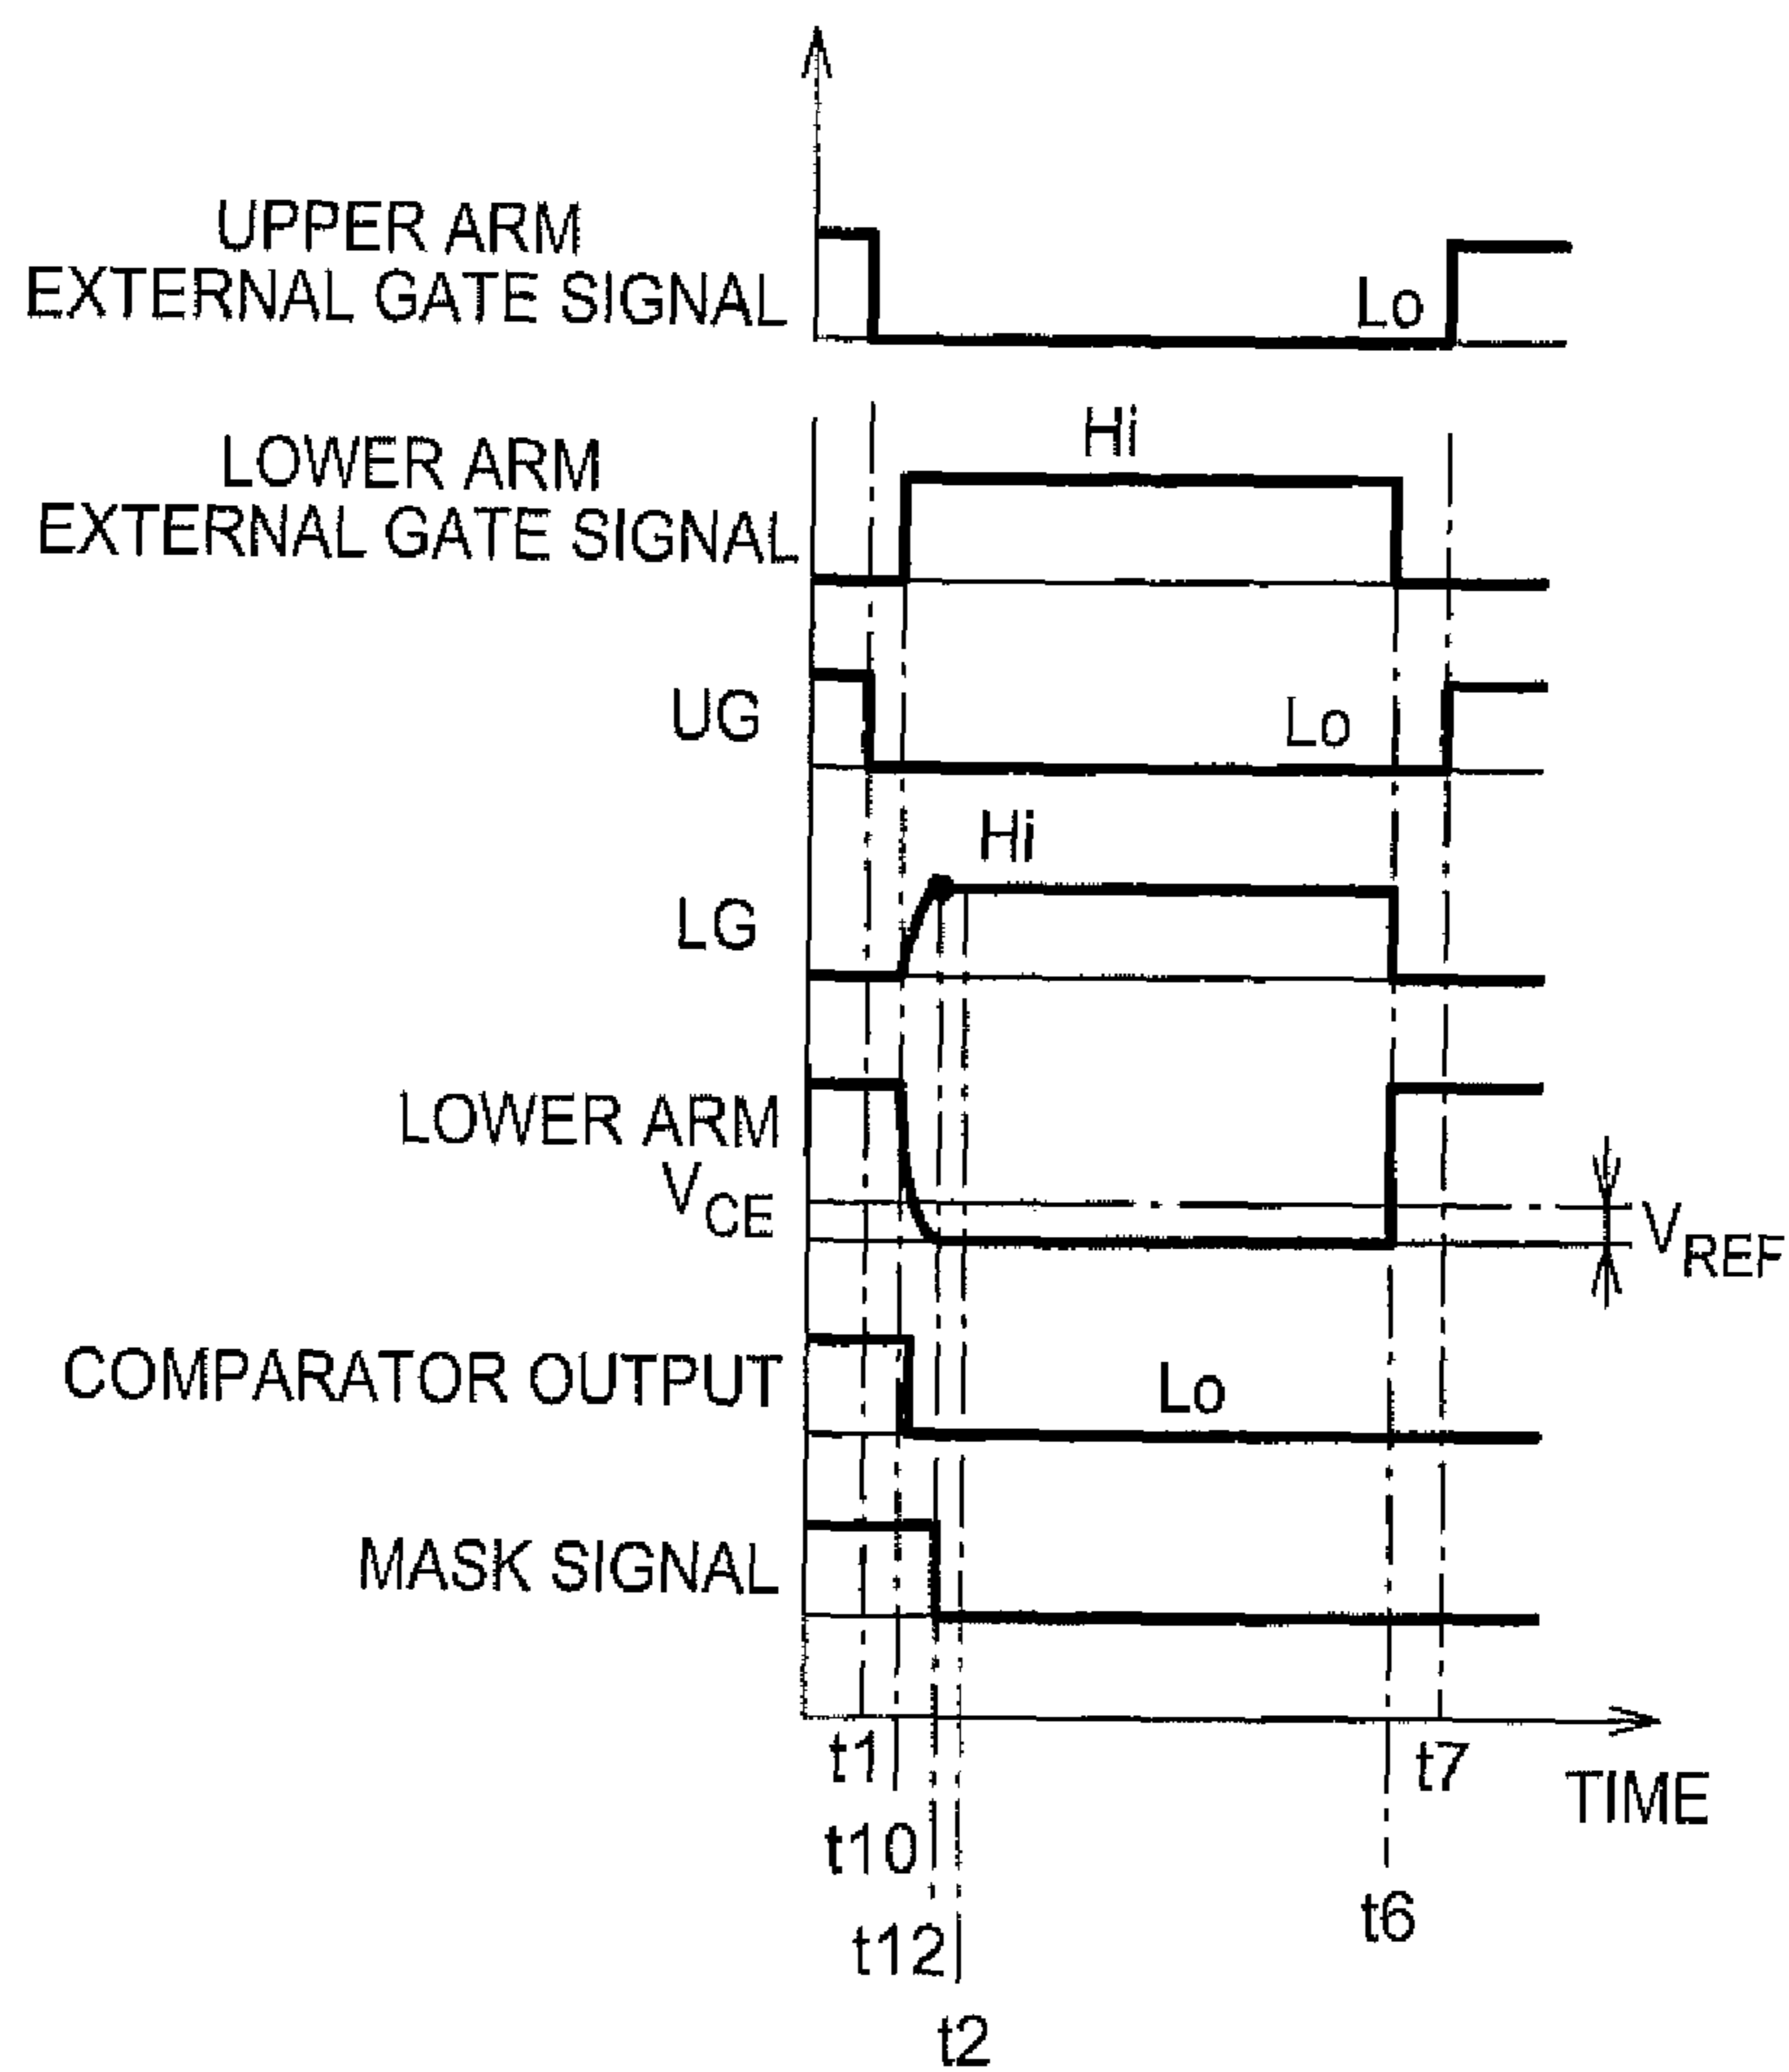 UPPER ARM
EXTERNAL GATE SIGNAL
Lo
LOWER ARM
EXTERNAL GATE SIGNAL
Hi
UG
Lo
LG
Hi
LOWER ARM
VCE
VREF
COMPARATOR OUTPUT
Lo
MASK SIGNAL
t1
t7
TIME
t10
t6
t12
t2